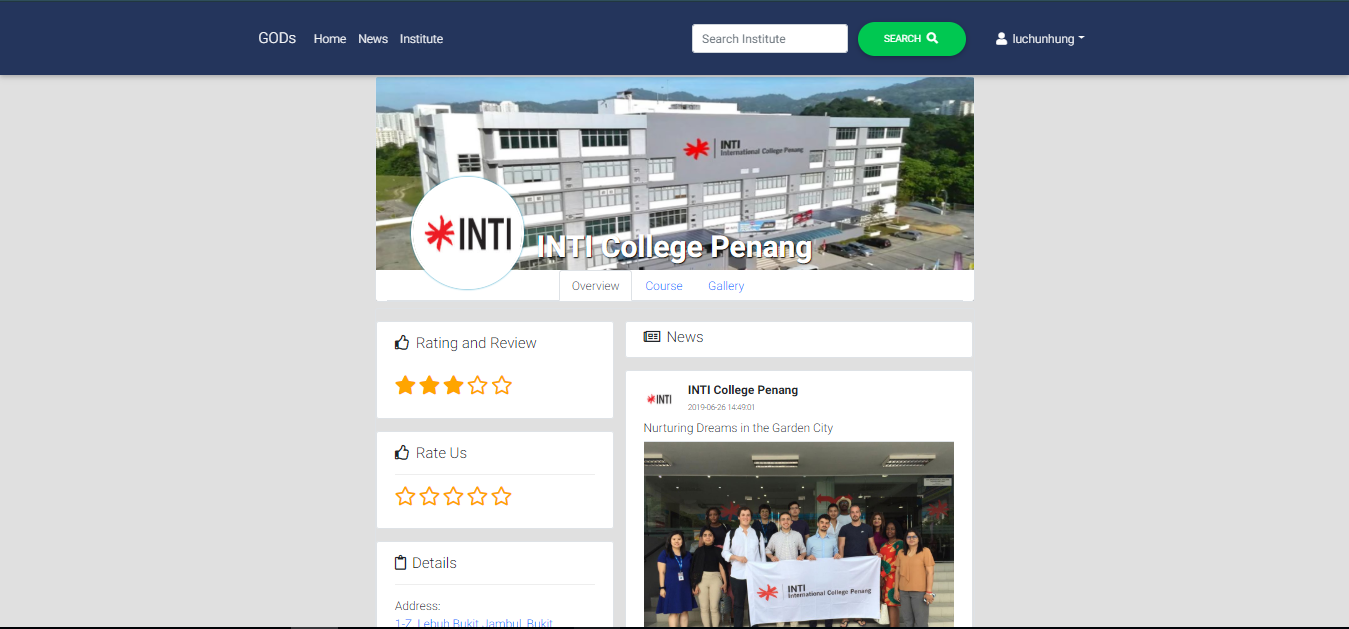 GODs Home News Institute Search Institute SEARCH luchunhung
INTI
International College Penang
INTI
INTI College Penang
Overview Course Gallery
Rating and Review
News
INTI College Penang
INTI
2019-06-26 14:49:01
Nurturing Dreams in the Garden City
Rate Us
INTI
International College Penang
Details
Address:
1-Z, Lebuh Bukit Jambul, Bukit